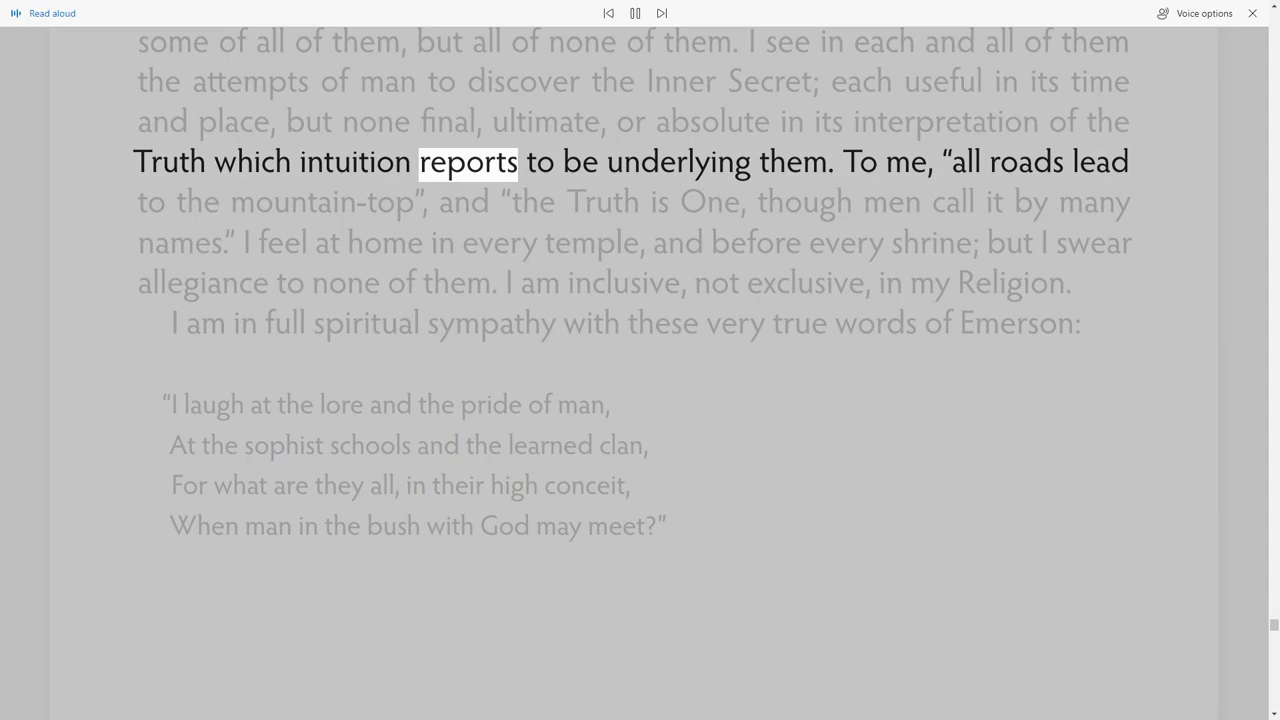 Read aloud
Voice options
some of all of them, but all of none of them. I see in each and all of them
the attempts of man to discover the Inner Secret; each useful in its time
and place, but none final, ultimate, or absolute in its interpretation of the
Truth which intuition reports to be underlying them. To me, “all roads lead
to the mountain-top”, and “the Truth is One, though men call it by many
names.” I feel at home in every temple, and before every shrine; but I swear
allegiance to none of them. I am inclusive, not exclusive, in my Religion.
I am in full spiritual sympathy with these very true words of Emerson:
“I laugh at the lore and the pride of man,
At the sophist schools and the learned clan,
For what are they all, in their high conceit,
When man in the bush with God may meet?”